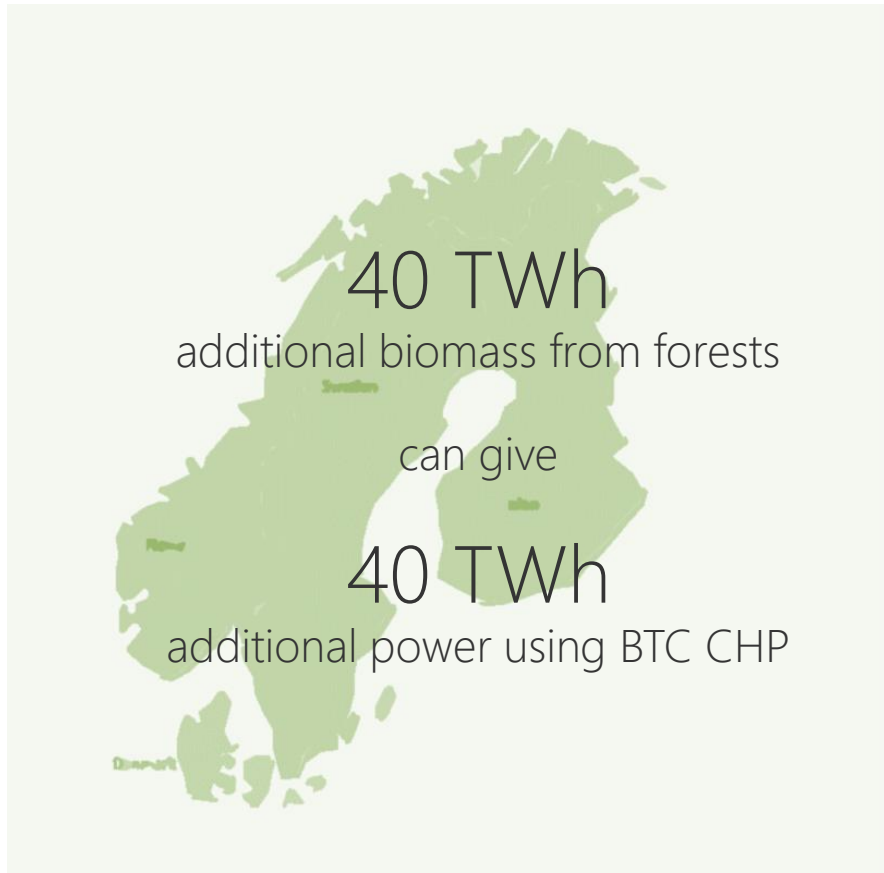 40 TWh
additional biomass from forests
can give
40 TWh
additional power using BTC CHP